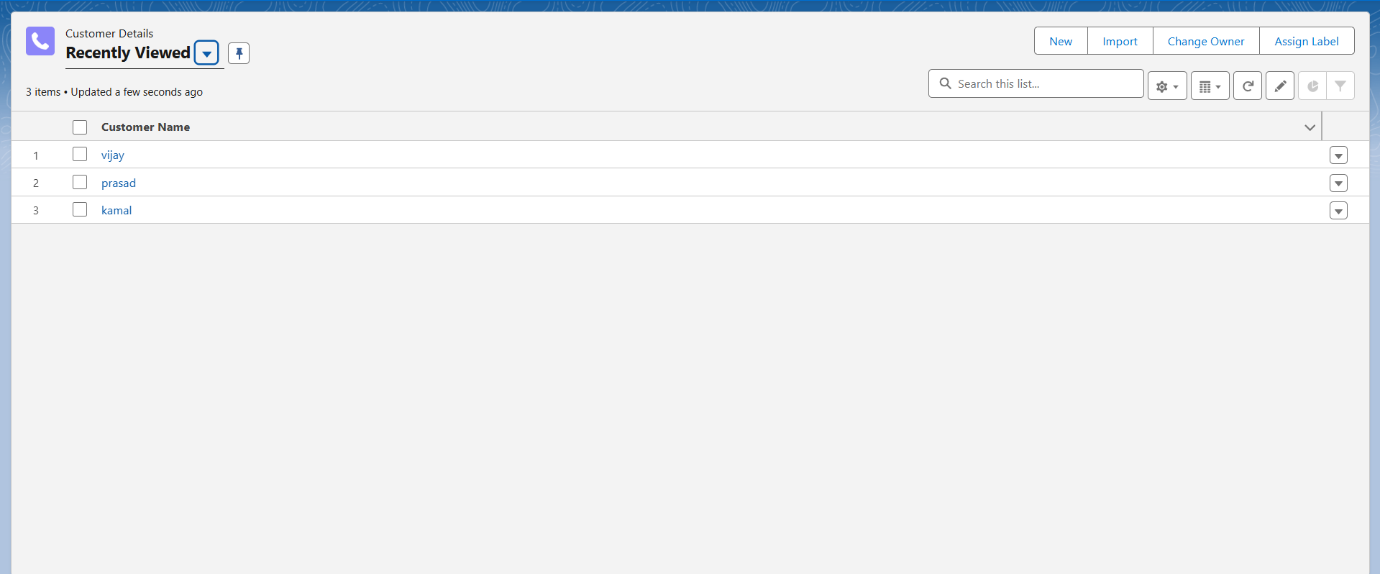 Customer Details
Recently Viewed
New Import Change Owner Assign Label
3 items • Updated a few seconds ago
Search this list...
Customer Name
1 vijay
2 prasad
3 kamal